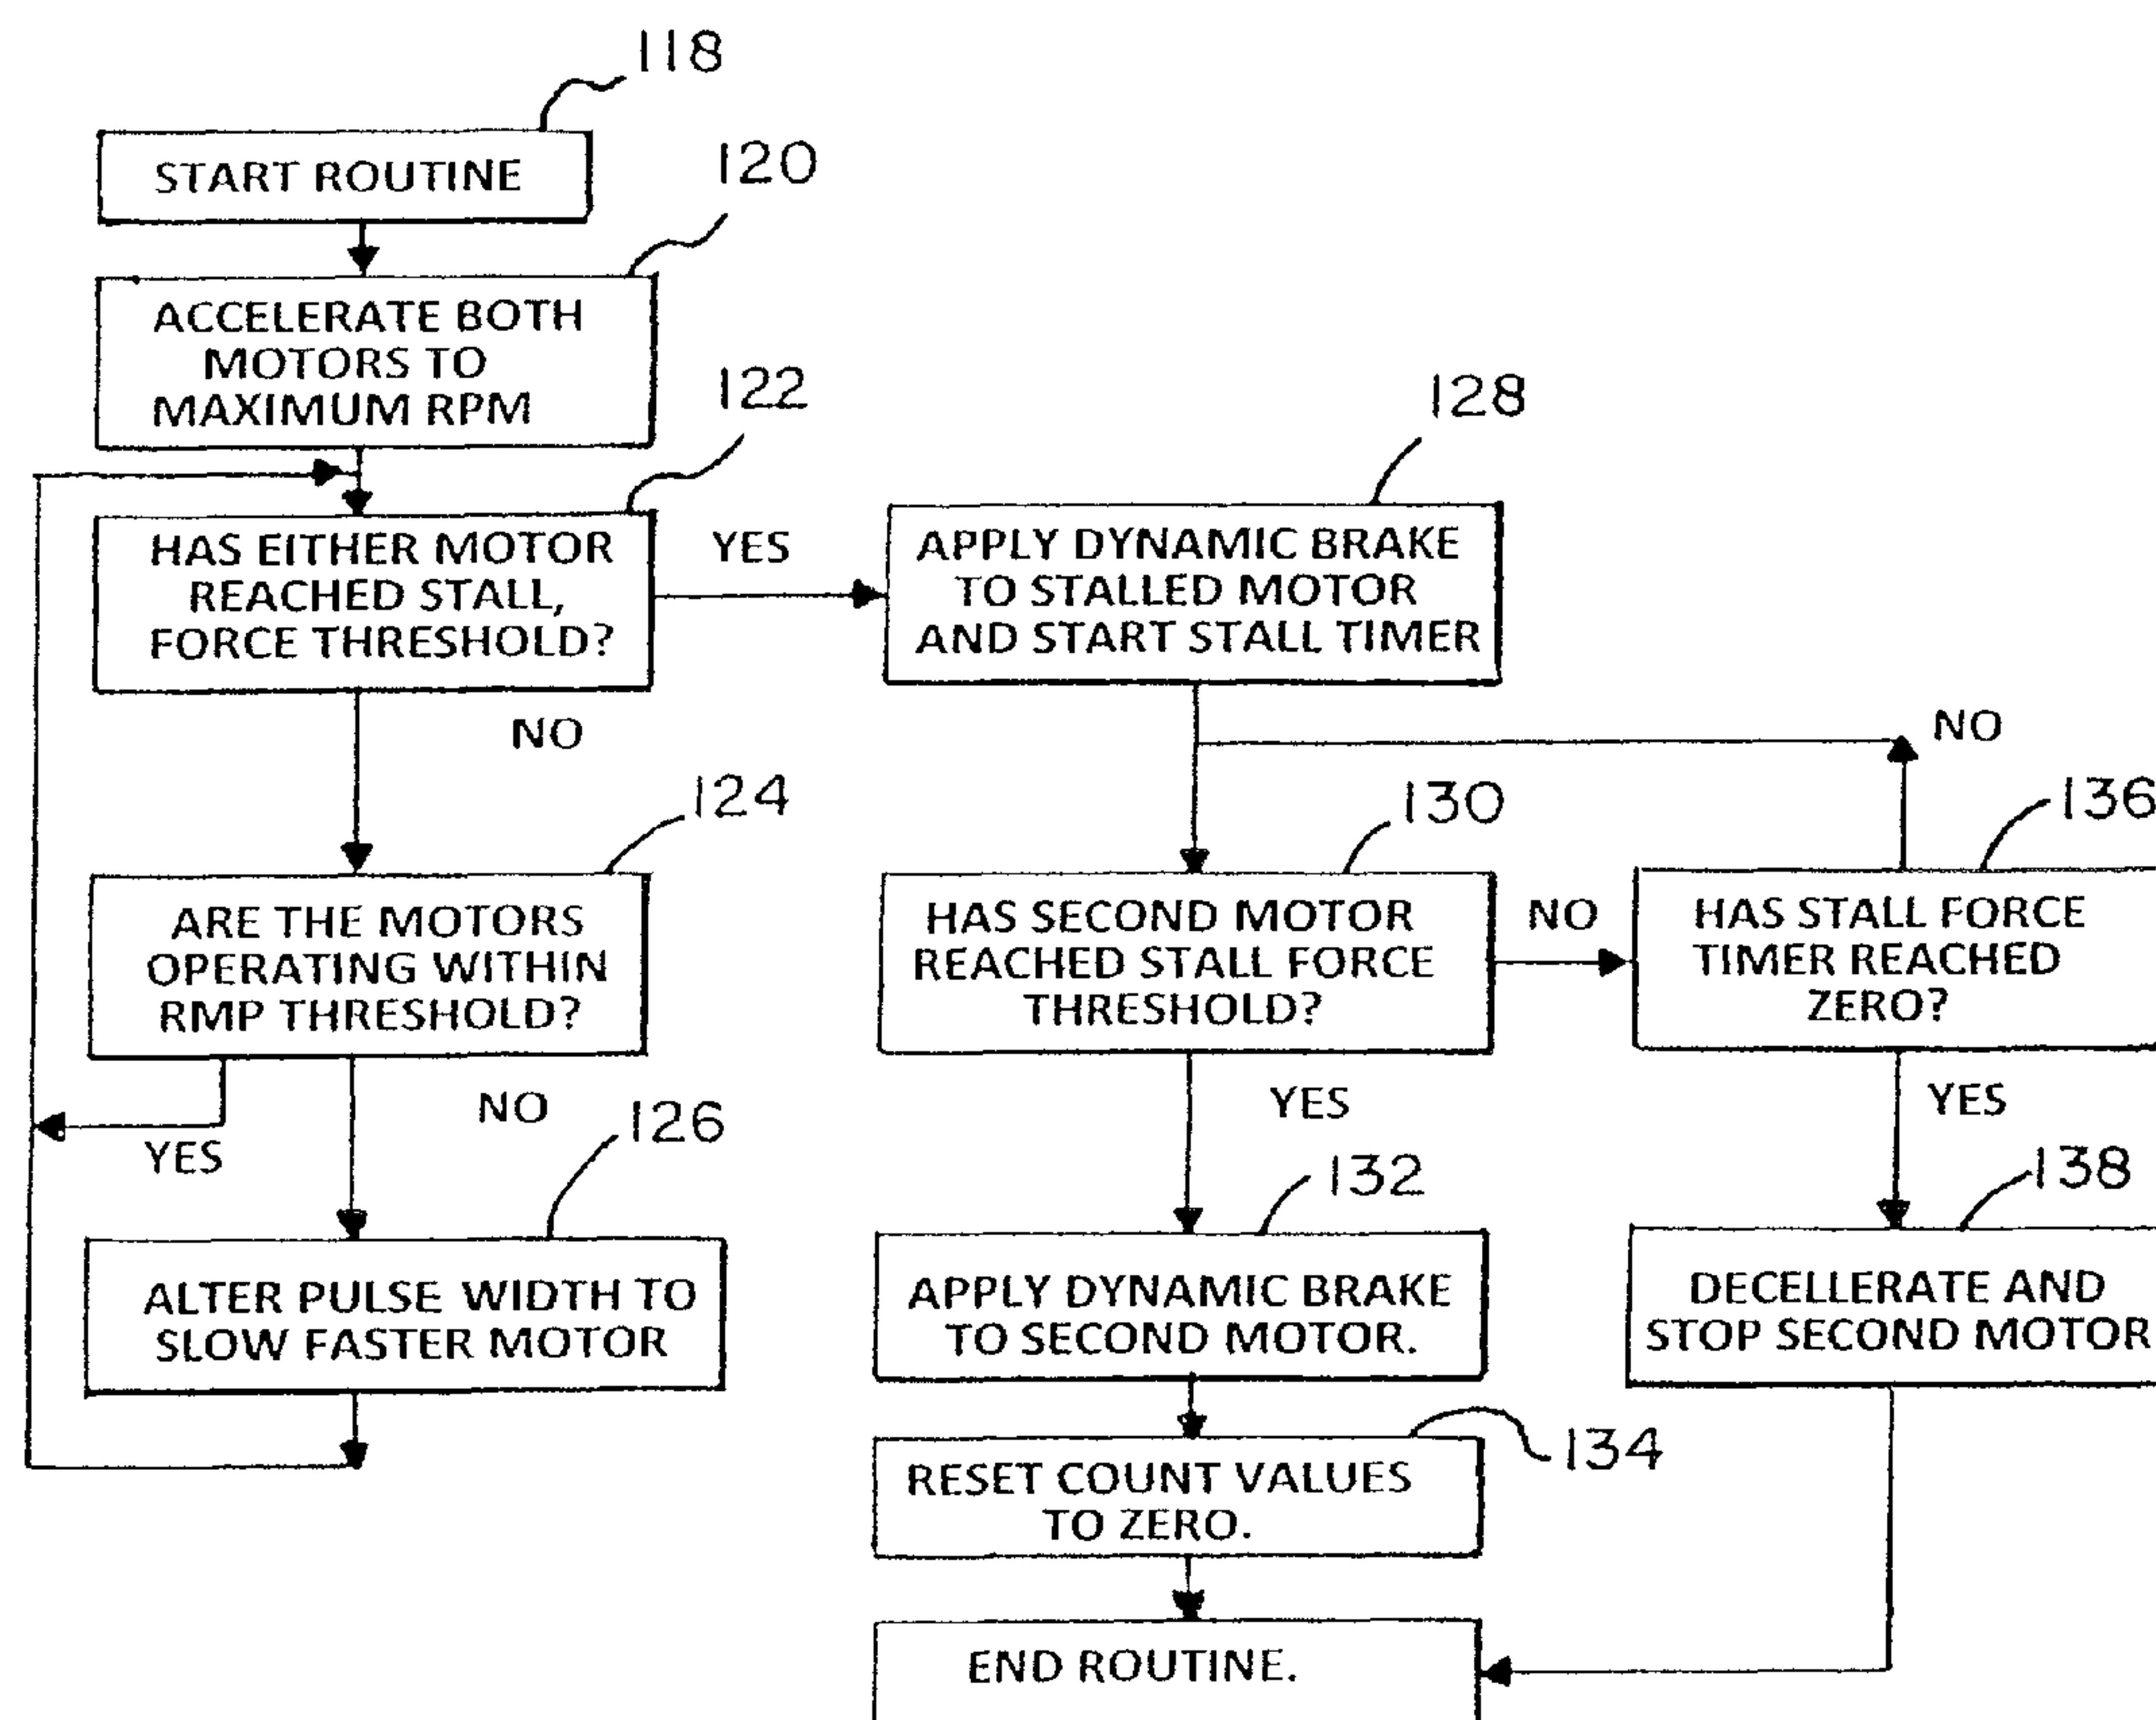 118
START ROUTINE
120
ACCELERATE BOTH
MOTORS TO
MAXIMUM RPM
122
HAS EITHER MOTOR
REACHED STALL,
FORCE THRESHOLD?
YES
NO
128
APPLY DYNAMIC BRAKE
TO STALLED MOTOR
AND START STALL TIMER
124
ARE THE MOTORS
OPERATING WITHIN
RMP THRESHOLD?
YES
NO
126
ALTER PULSE WIDTH TO
SLOW FASTER MOTOR
130
HAS SECOND MOTOR
REACHED STALL FORCE
THRESHOLD?
NO
YES
136
HAS STALL FORCE
TIMER REACHED
ZERO?
NO
YES
132
APPLY DYNAMIC BRAKE
TO SECOND MOTOR.
138
DECELLERATE AND
STOP SECOND MOTOR
134
RESET COUNT VALUES
TO ZERO.
END ROUTINE.